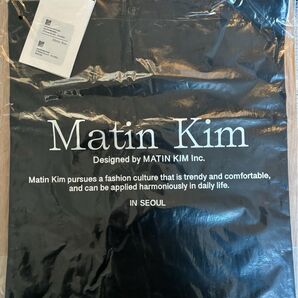 Matin Kim
Designed by MATIN KIM Inc.
Matin Kim pursues a fashion culture that is trendy and comfortable,
and can be applied harmoniously in daily life.
IN SEOUL